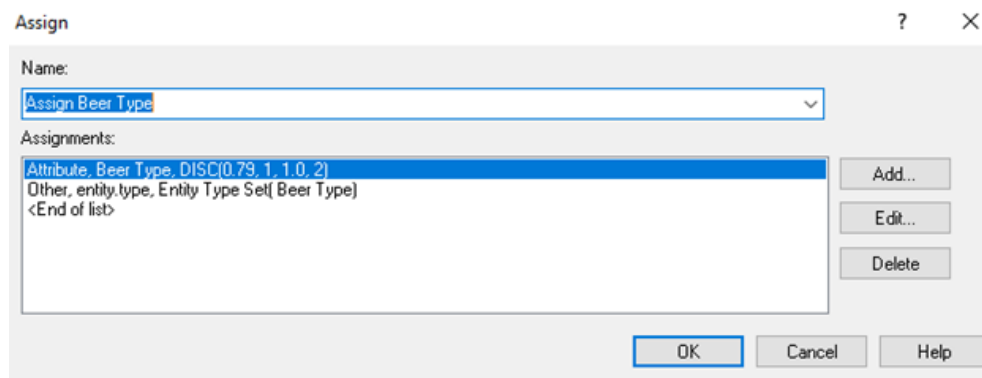 Assign
?
Name:
Assign Beer Type
Assignments:
Attribute, Beer Type, DISC(0.79, 1, 1.0, 2)
Other, entity.type, Entity Type Set( Beer Type)
<End of list>
Add...
Edit...
Delete
OK
Cancel
Help